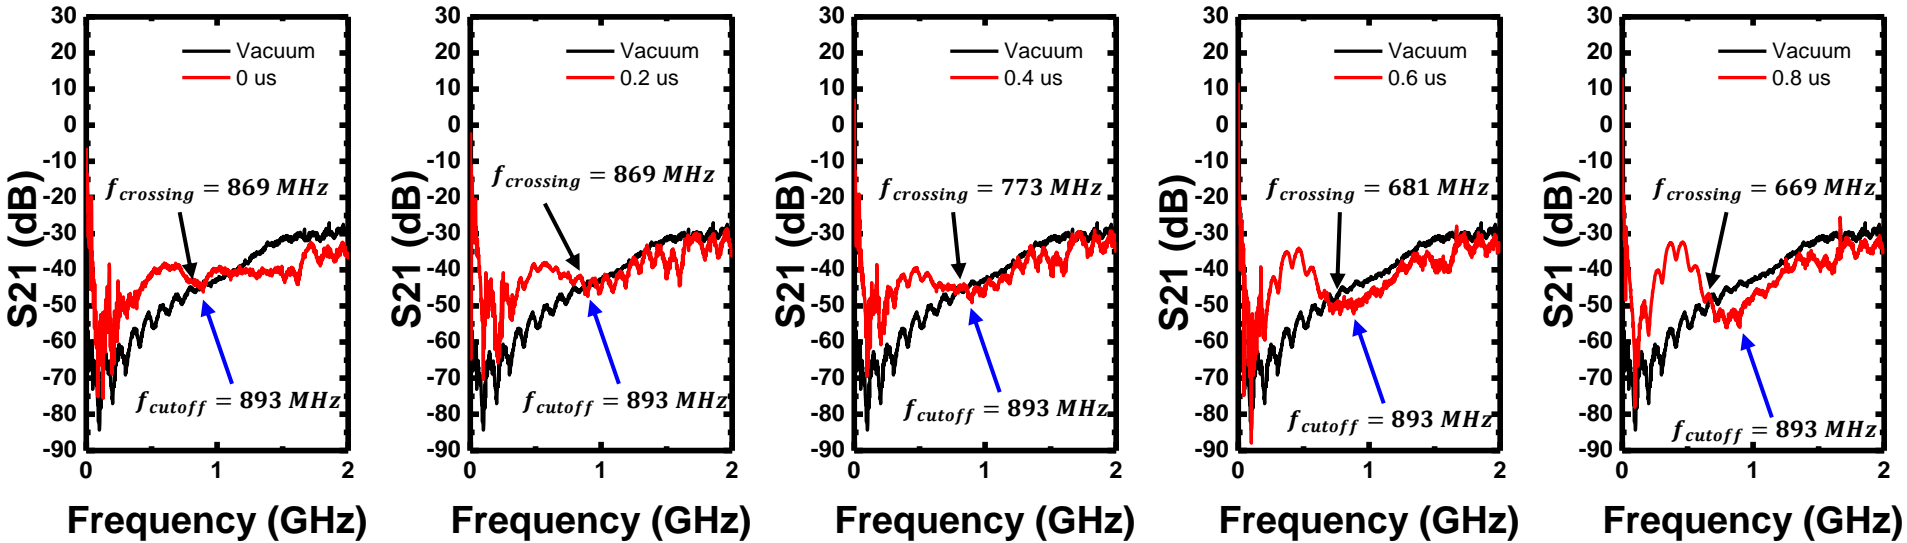 S21 (dB)
30
20
10
0
-10
-20
-30
-40
-50
-60
-70
-80
-90
Vacuum
0 us
f_crossing = 869 MHz
f_cutoff = 893 MHz
0
1
2
Frequency (GHz)
S21 (dB)
30
20
10
0
-10
-20
-30
-40
-50
-60
-70
-80
-90
Vacuum
0.2 us
f_crossing = 869 MHz
f_cutoff = 893 MHz
0
1
2
Frequency (GHz)
S21 (dB)
30
20
10
0
-10
-20
-30
-40
-50
-60
-70
-80
-90
Vacuum
0.4 us
f_crossing = 773 MHz
f_cutoff = 893 MHz
0
1
2
Frequency (GHz)
S21 (dB)
30
20
10
0
-10
-20
-30
-40
-50
-60
-70
-80
-90
Vacuum
0.6 us
f_crossing = 681 MHz
f_cutoff = 893 MHz
0
1
2
Frequency (GHz)
S21 (dB)
30
20
10
0
-10
-20
-30
-40
-50
-60
-70
-80
-90
Vacuum
0.8 us
f_crossing = 669 MHz
f_cutoff = 893 MHz
0
1
2
Frequency (GHz)